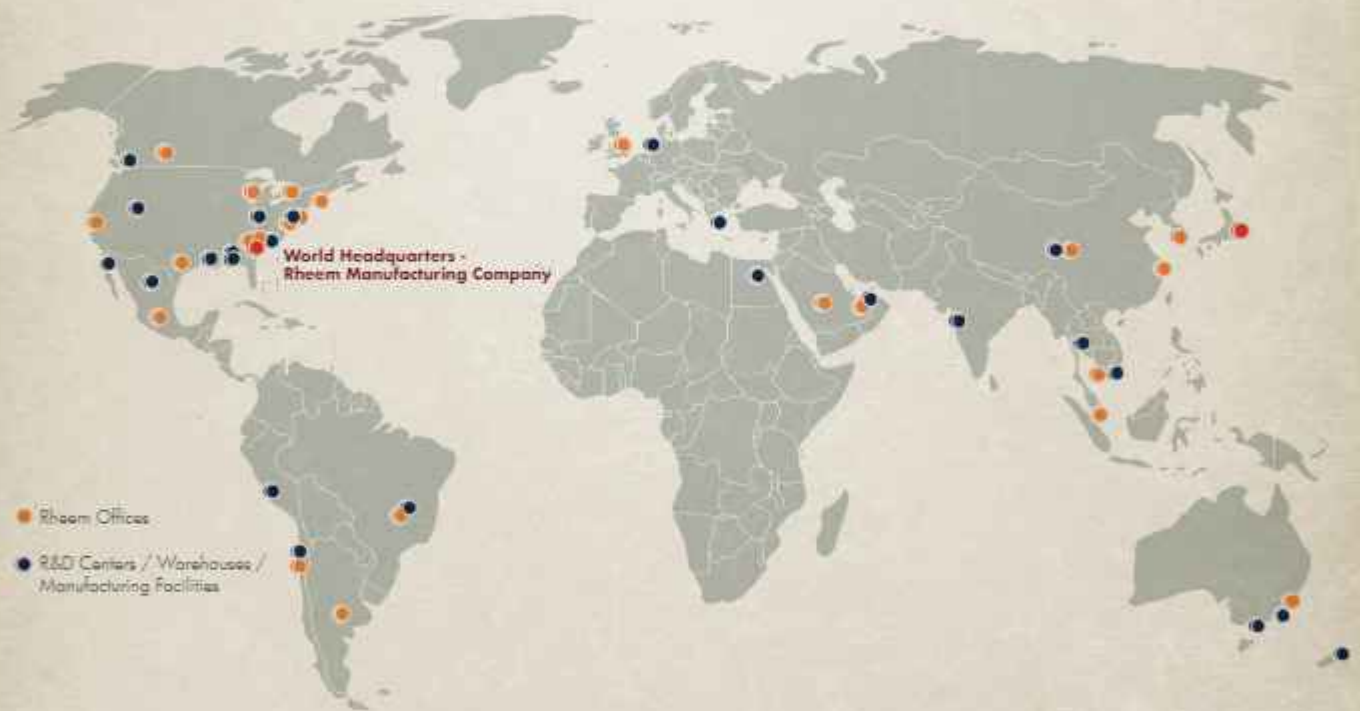 World Headquarters -
Rheem Manufacturing Company
Rheem Offices
R&D Centers / Warehouses /
Manufacturing Facilities